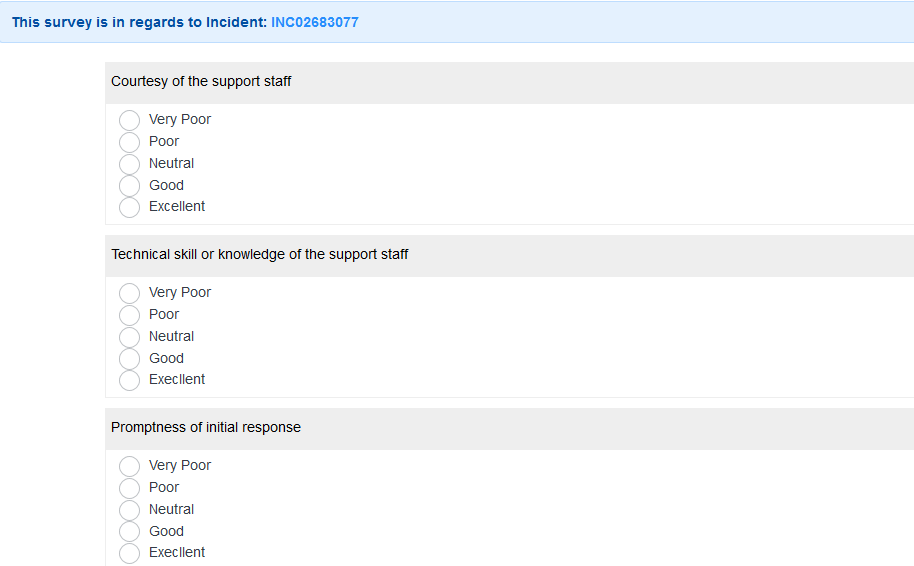 This survey is in regards to Incident: INC02683077
Courtesy of the support staff
Very Poor
Poor
Neutral
Good
Excellent
Technical skill or knowledge of the support staff
Very Poor
Poor
Neutral
Good
Execllent
Promptness of initial response
Very Poor
Poor
Neutral
Good
Execllent